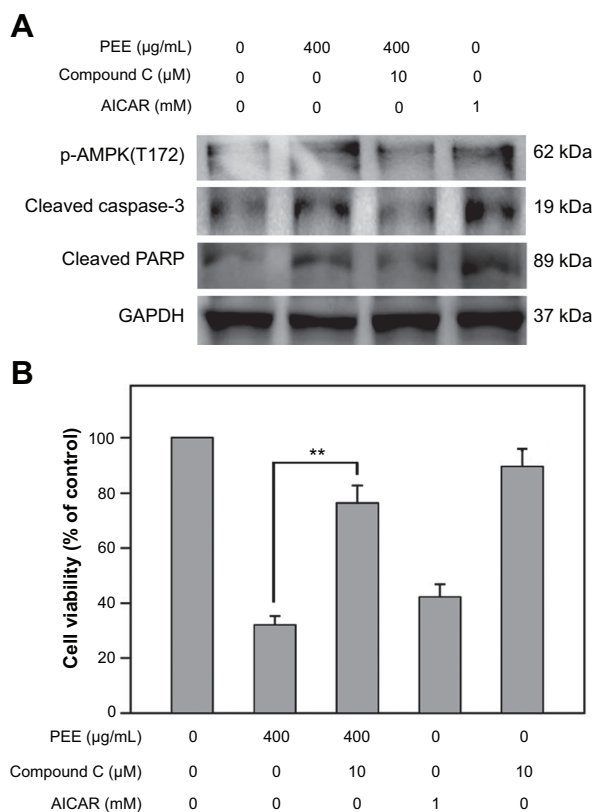 A
PEE (µg/mL) 0 400 400 0
Compound C (µM) 0 0 10 0
AICAR (mM) 0 0 0 1
p-AMPK(T172) 62 kDa
Cleaved caspase-3 19 kDa
Cleaved PARP 89 kDa
GAPDH 37 kDa
B
Cell viability (% of control)
100
80
60
40
20
0
**
PEE (µg/mL) 0 400 400 0 0
Compound C (µM) 0 0 10 0 10
AICAR (mM) 0 0 0 1 0